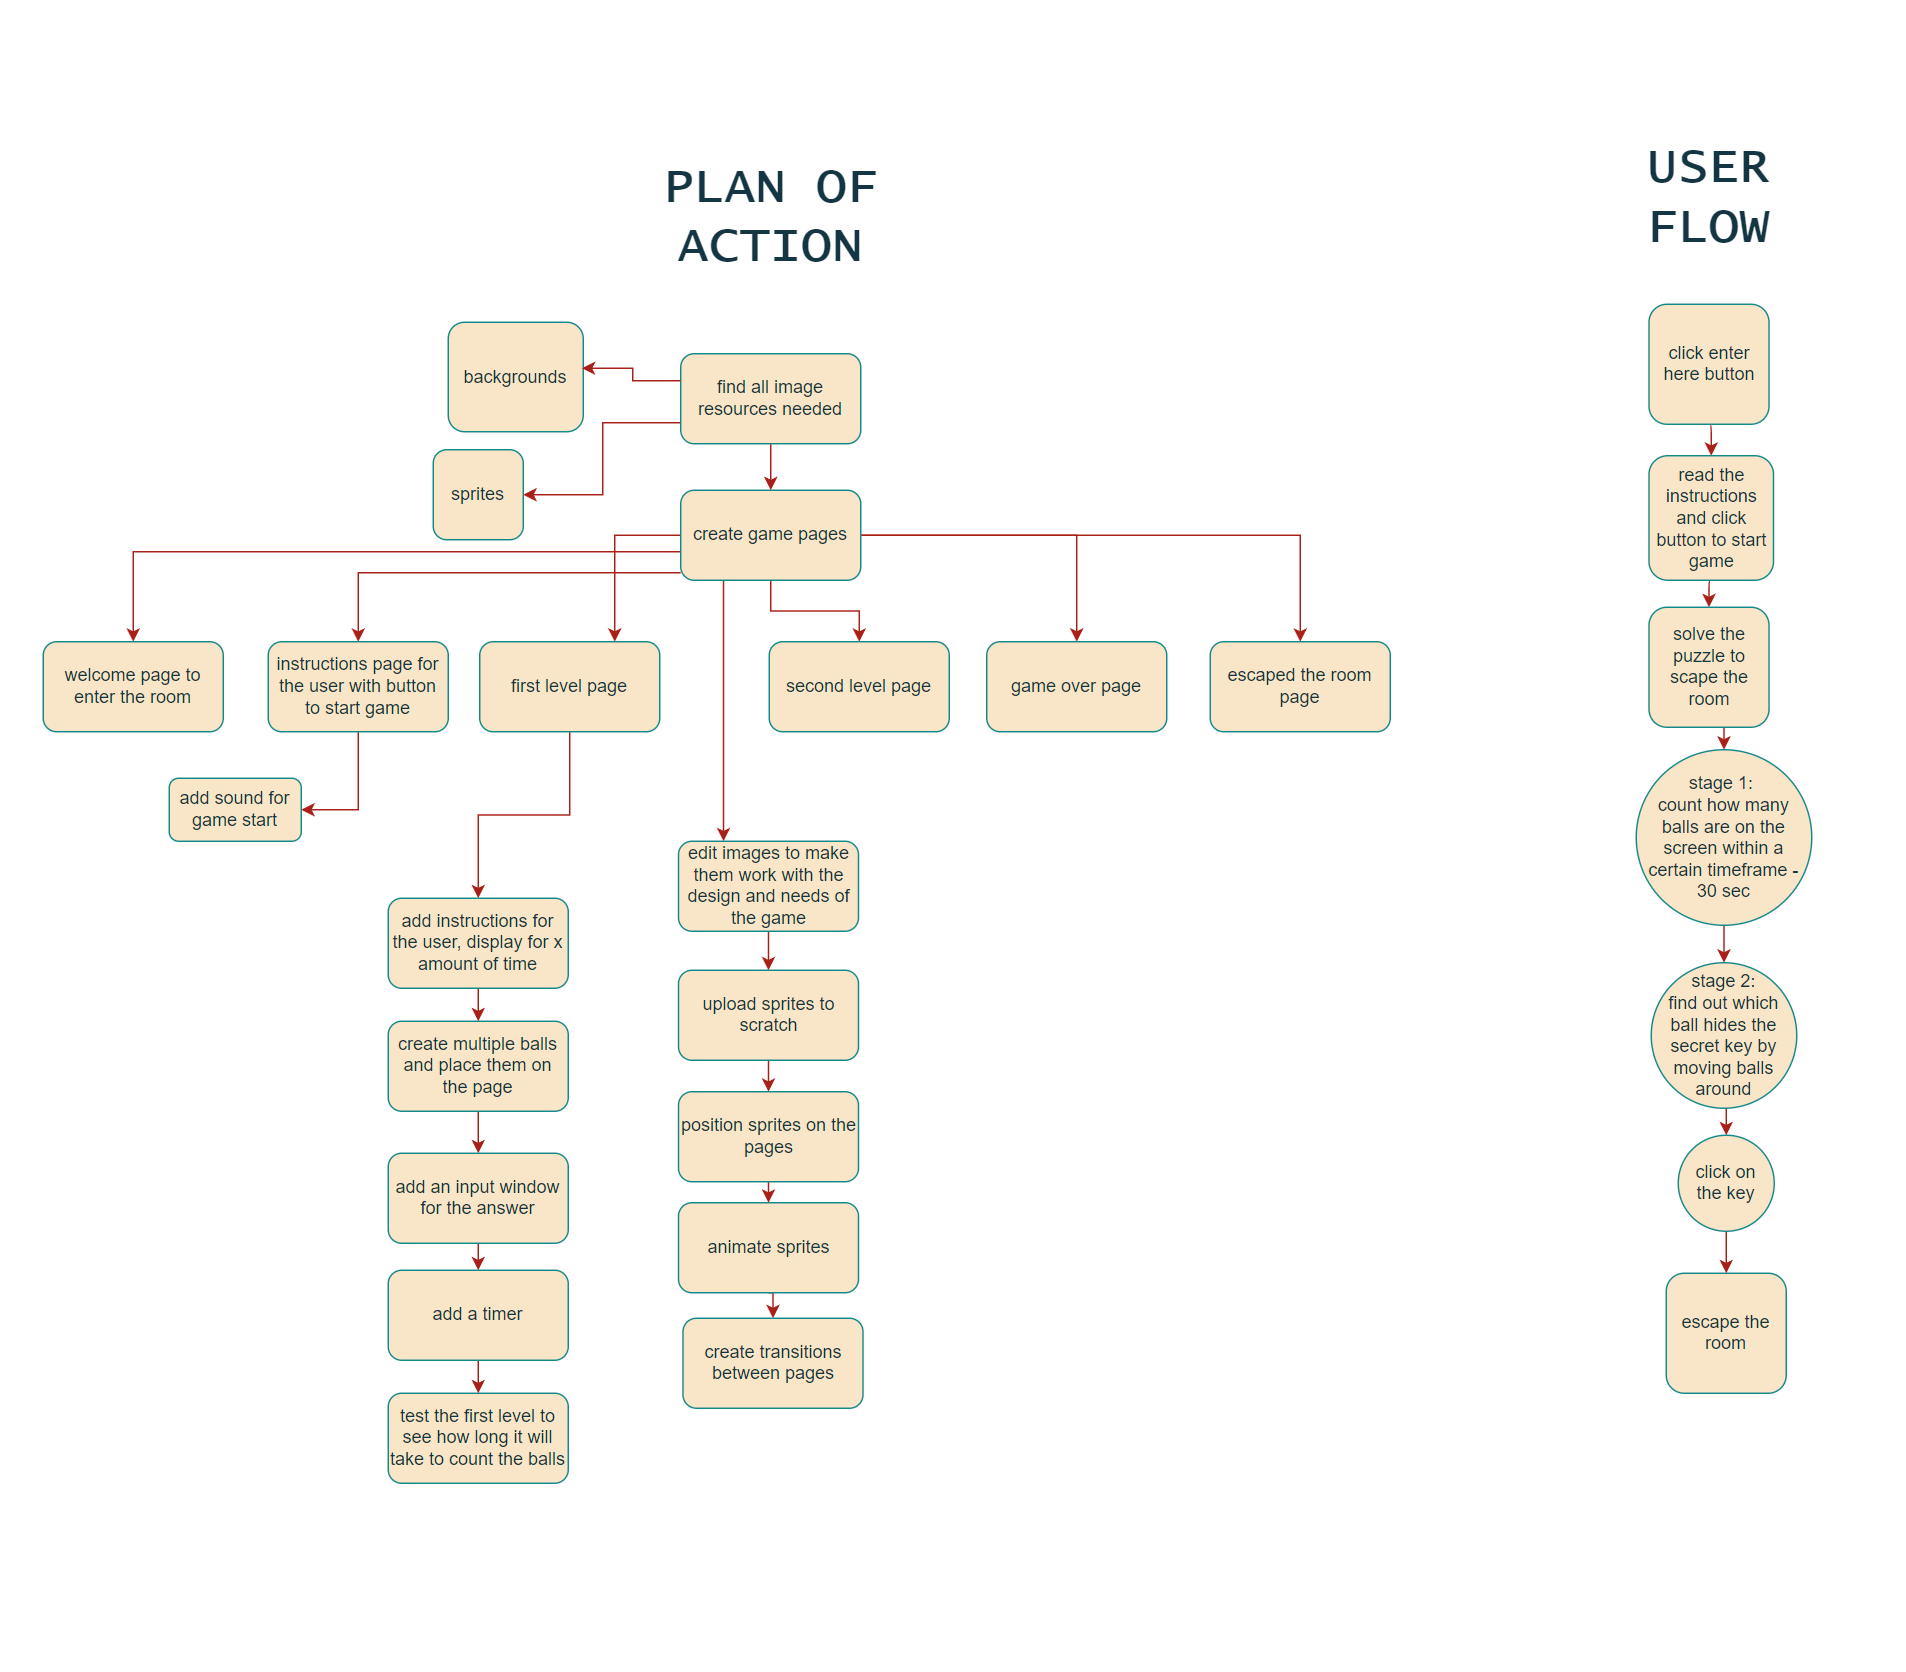 PLAN OF
ACTION
backgrounds
find all image
resources needed
sprites
create game pages
welcome page to
enter the room
instructions page for
the user with button
to start game
first level page
second level page
game over page
escaped the room
page
add sound for
game start
add instructions for
the user, display for x
amount of time
create multiple balls
and place them on
the page
add an input window
for the answer
add a timer
test the first level to
see how long it will
take to count the balls
edit images to make
them work with the
design and needs of
the game
upload sprites to
scratch
position sprites on the
pages
animate sprites
create transitions
between pages
USER
FLOW
click enter
here button
read the
instructions
and click
button to start
game
solve the
puzzle to
scape the
room
stage 1:
count how many
balls are on the
screen within a
certain timeframe -
30 sec
stage 2:
find out which
ball hides the
secret key by
moving balls
around
click on
the key
escape the
room